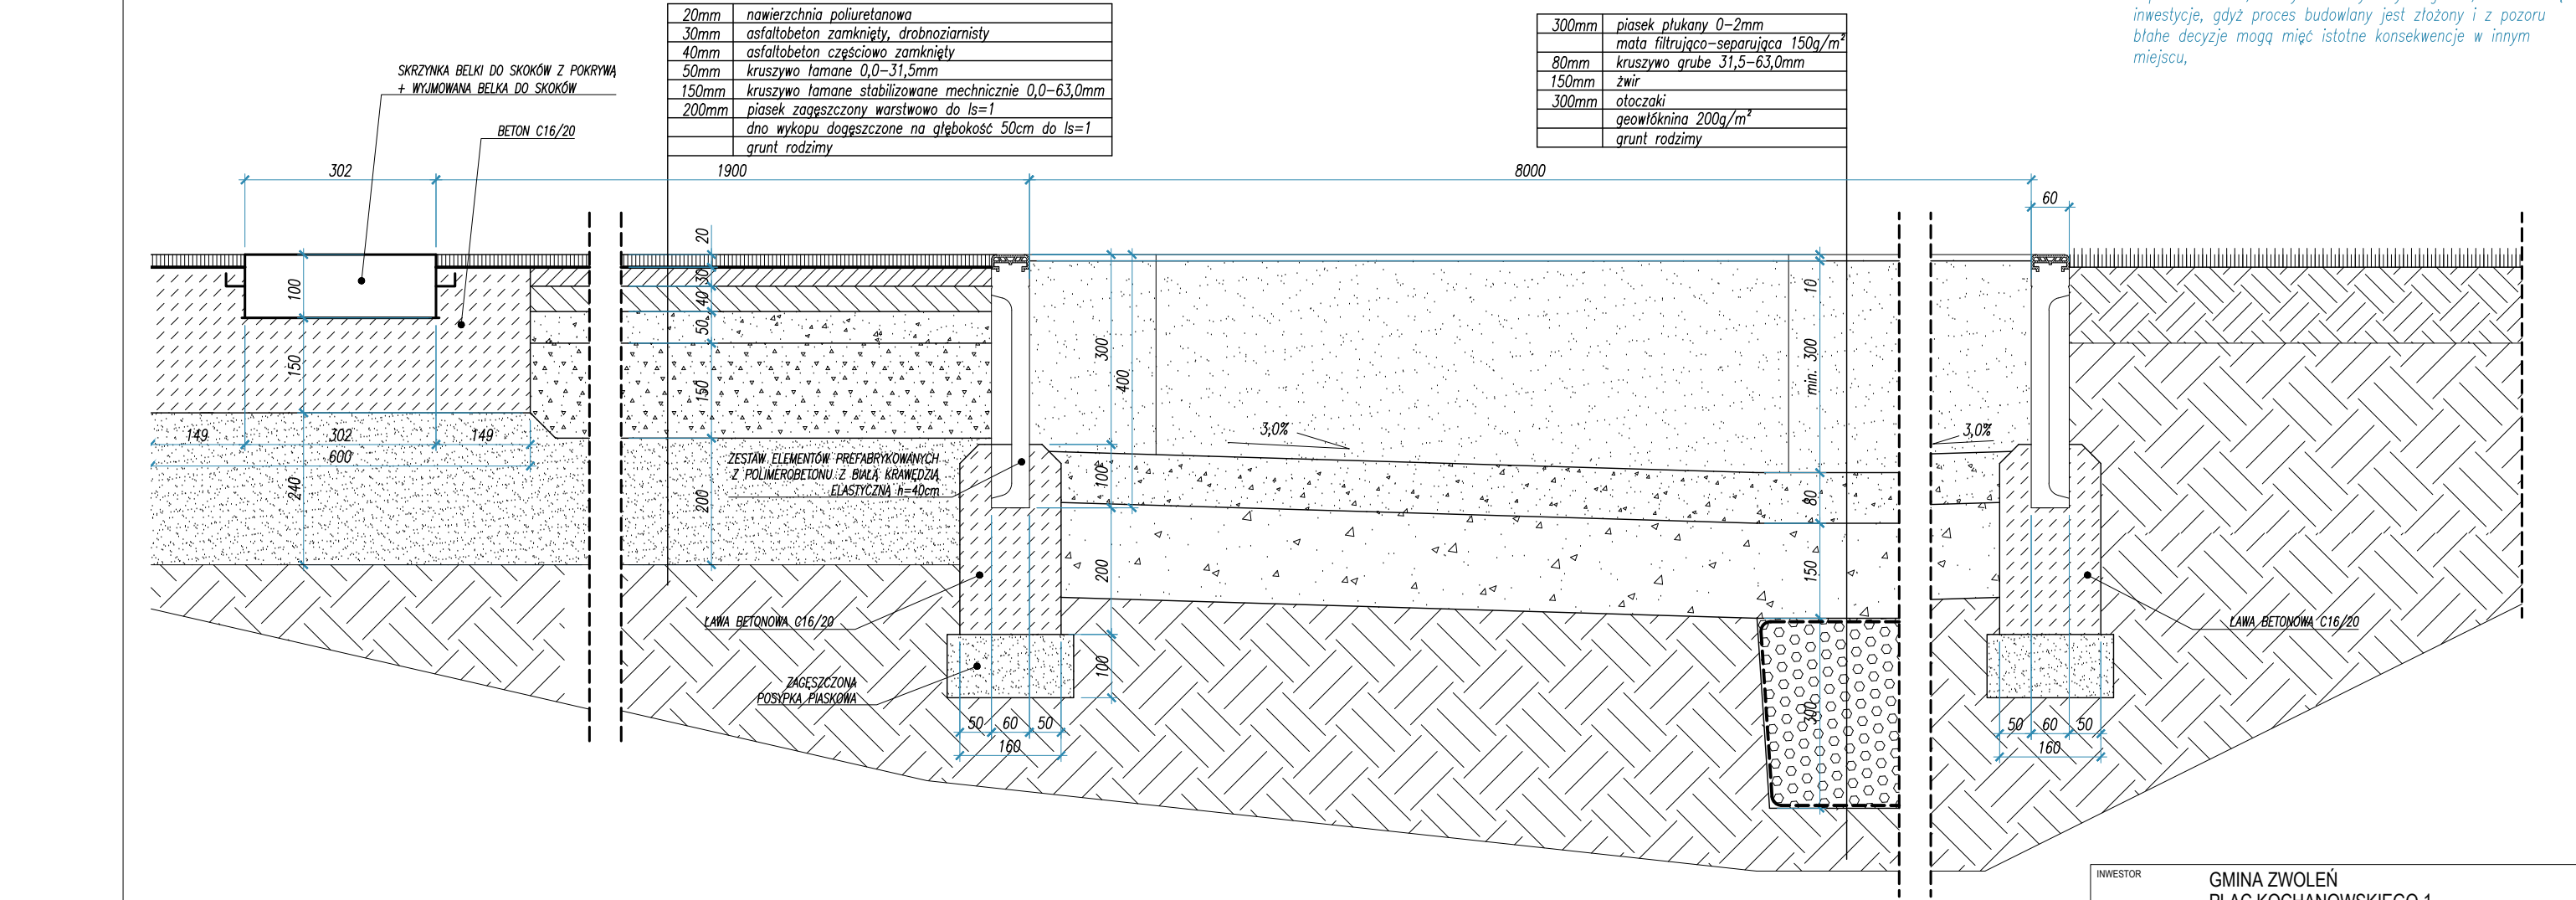 20mm nawierzchnia poliuretanowa
30mm asfaltobeton zamknięty, drobnoziarnisty
40mm asfaltobeton częściowo zamknięty
50mm kruszywo łamane 0,0-31,5mm
150mm kruszywo łamane stabilizowane mechnicznie 0,0-63,0mm
200mm piasek zagęszczony warstwowo do Is=1
dno wykopu dogęszczone na głębokość 50cm do Is=1
grunt rodzimy
300mm piasek płukany 0-2mm
mata filtrująco-separująca 150g/m²
80mm kruszywo grube 31,5-63,0mm
150mm żwir
300mm otoczaki
geowłóknina 200g/m²
grunt rodzimy
inwestycje, gdyż proces budowlany jest złożony i z pozoru
błahe decyzje mogą mięć istotne konsekwencje w innym
miejscu,
SKRZYNKA BELKI DO SKOKÓW Z POKRYWĄ
+ WYJMOWANA BELKA DO SKOKÓW
BETON C16/20
302
1900
8000
60
20
30
40
50
150
200
100
150
240
149
302
149
600
300
400
100
200
100
10
min. 300
80
150
300
3,0%
3,0%
ZESTAW ELEMENTÓW PREFABRYKOWANYCH
Z POLIMEROBETONU Z BIAŁĄ KRAWĘDZIĄ
ELASTYCZNĄ h=40cm
ŁAWA BETONOWA C16/20
ZAGĘSZCZONA
POSYPKA PIASKOWA
50 60 50
160
ŁAWA BETONOWA C16/20
50 60 50
160
INWESTOR
GMINA ZWOLEŃ
PLAC KOCHANOWSKIEGO 1